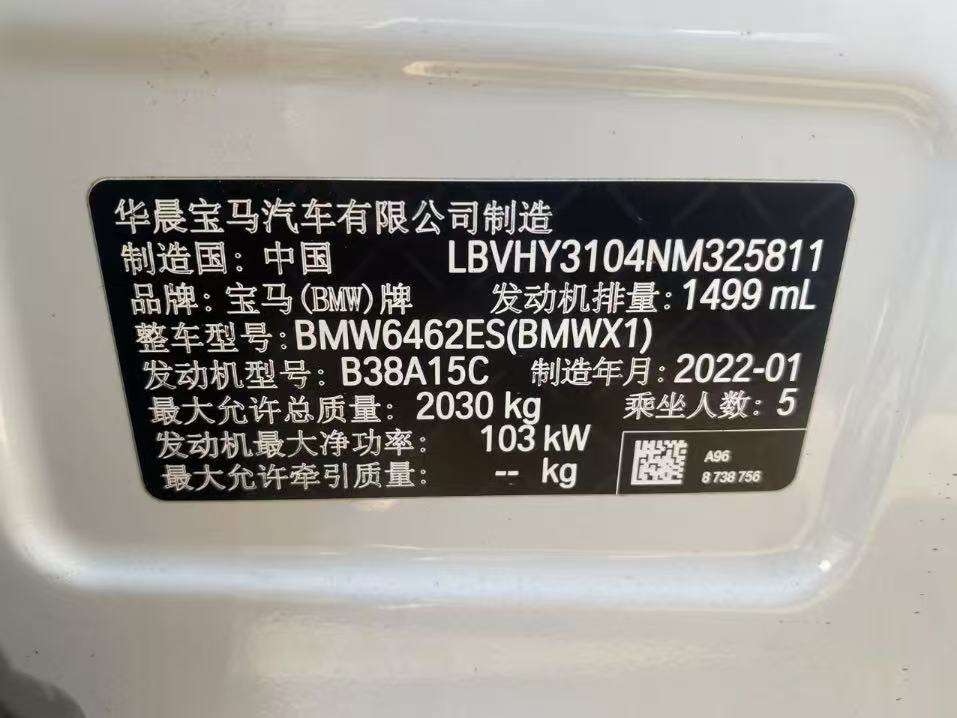 华晨宝马汽车有限公司制造
制造国: 中国 LBVHY3104NM325811
品牌: 宝马(BMW)牌 发动机排量: 1499 mL
整车型号: BMW6462ES(BMWX1)
发动机型号: B38A15C 制造年月: 2022-01
最大允许总质量: 2030 kg 乘坐人数: 5
发动机最大净功率: 103 kW
最大允许牵引质量: -- kg
A96
8 738 756